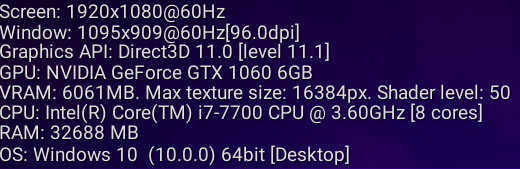 Screen: 1920x1080@60Hz
Window: 1095x909@60Hz[96.0dpi]
Graphics API: Direct3D 11.0 [level 11.1]
GPU: NVIDIA GeForce GTX 1060 6GB
VRAM: 6061MB. Max texture size: 16384px. Shader level: 50
CPU: Intel(R) Core(TM) i7-7700 CPU @ 3.60GHz [8 cores]
RAM: 32688 MB
OS: Windows 10  (10.0.0) 64bit [Desktop]